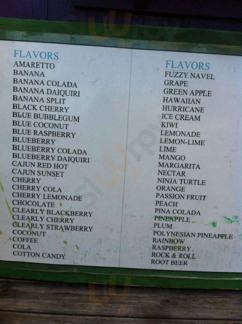 FLAVORS
AMARETTO
BANANA
BANANA COLADA
BANANA DAIQUIRI
BANANA SPLIT
BLACK CHERRY
BLUE BUBBLEGUM
BLUE COCONUT
BLUE RASPBERRY
BLUEBERRY
BLUEBERRY COLADA
BLUEBERRY DAIQUIRI
CAJUN RED HOT
CAJUN SUNSET
CHERRY
CHERRY COLA
CHERRY LEMONADE
CHOCOLATE
CLEARLY BLACKBERRY
CLEARLY CHERRY
CLEARLY STRAWBERRY
COCONUT
COFFEE
COLA
COTTON CANDY
FLAVORS
FUZZY NAVEL
GRAPE
GREEN APPLE
HAWAIIAN
HURRICANE
ICE CREAM
KIWI
LEMONADE
LEMON-LIME
LIME
MANGO
MARGARITA
NECTAR
NINJA TURTLE
ORANGE
PASSION FRUIT
PEACH
PINA COLADA
PINEAPPLE
PLUM
POLYNESIAN PINEAPPLE
RAINBOW
RASPBERRY
ROCK & ROLL
ROOT BEER